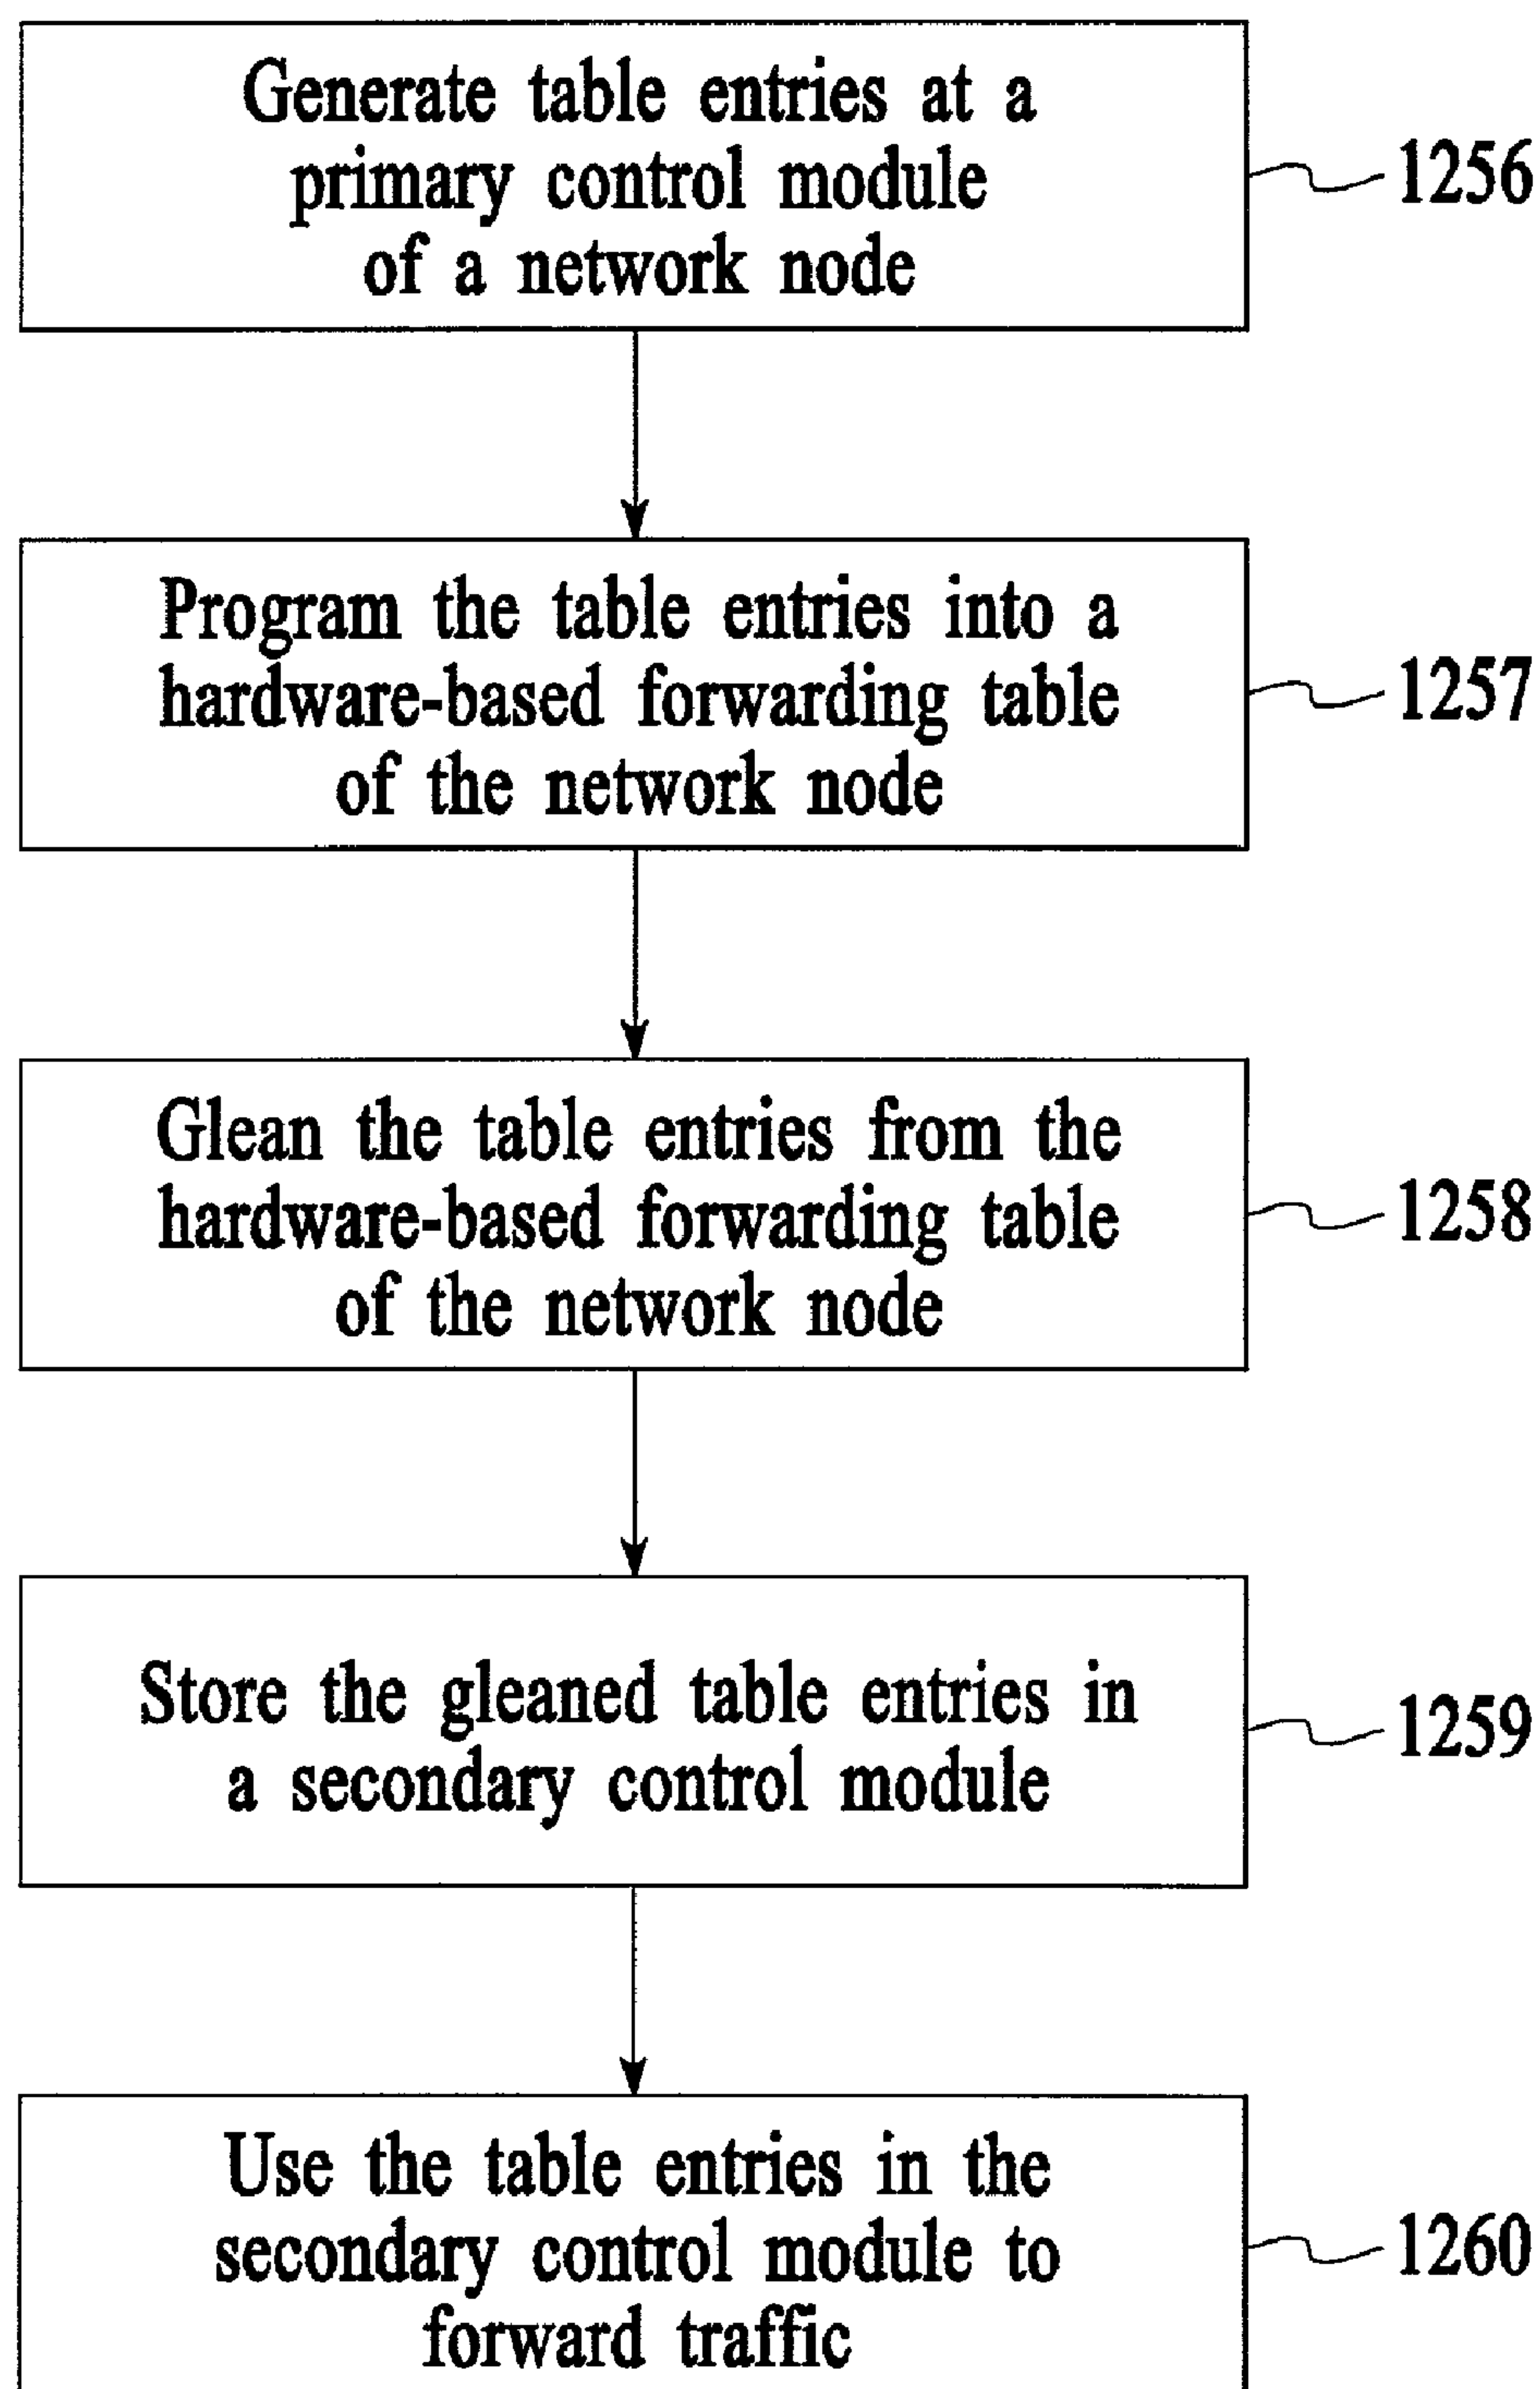 Generate table entries at a
primary control module
of a network node
1256
Program the table entries into a
hardware-based forwarding table
of the network node
1257
Glean the table entries from the
hardware-based forwarding table
of the network node
1258
Store the gleaned table entries in
a secondary control module
1259
Use the table entries in the
secondary control module to
forward traffic
1260